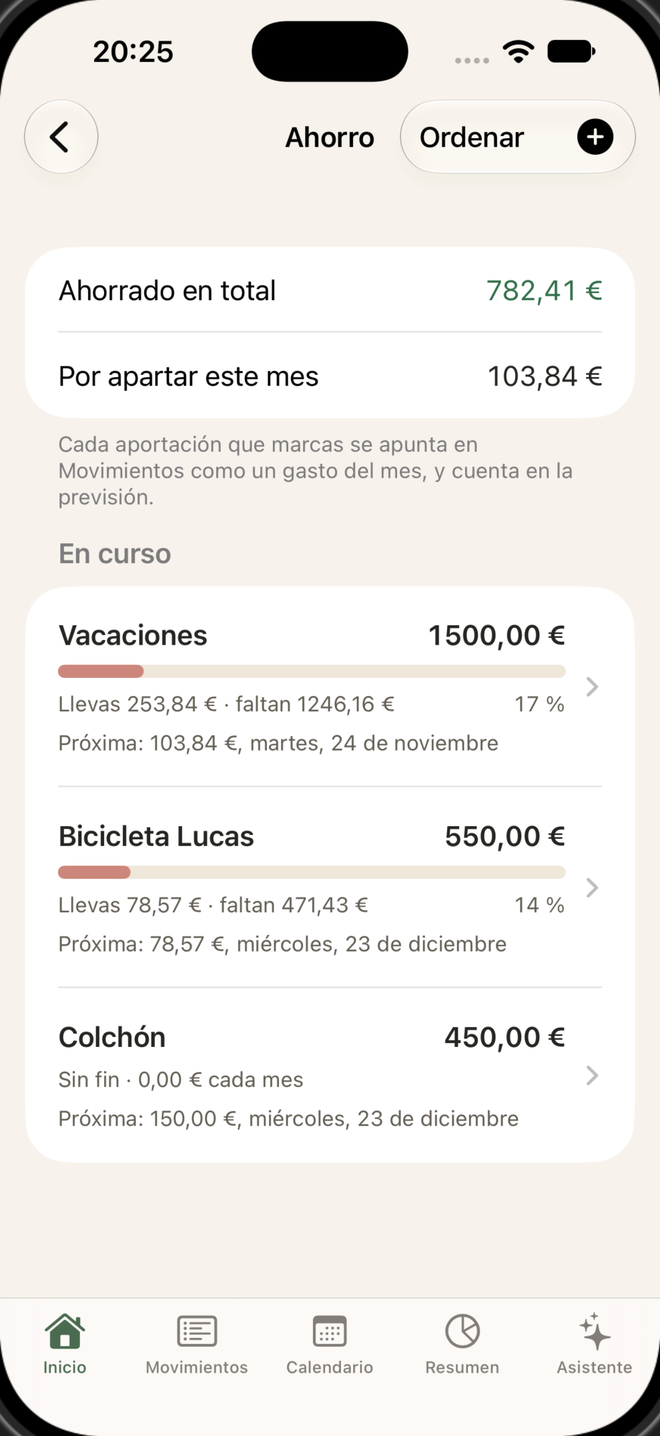 20:25
Ahorro
Ordenar
Ahorrado en total 782,41 €
Por apartar este mes 103,84 €
Cada aportación que marcas se apunta en
Movimientos como un gasto del mes, y cuenta en la
previsión.
En curso
Vacaciones 1500,00 €
Llevas 253,84 € · faltan 1246,16 € 17 %
Próxima: 103,84 €, martes, 24 de noviembre
Bicicleta Lucas 550,00 €
Llevas 78,57 € · faltan 471,43 € 14 %
Próxima: 78,57 €, miércoles, 23 de diciembre
Colchón 450,00 €
Sin fin · 0,00 € cada mes
Próxima: 150,00 €, miércoles, 23 de diciembre
Inicio Movimientos Calendario Resumen Asistente